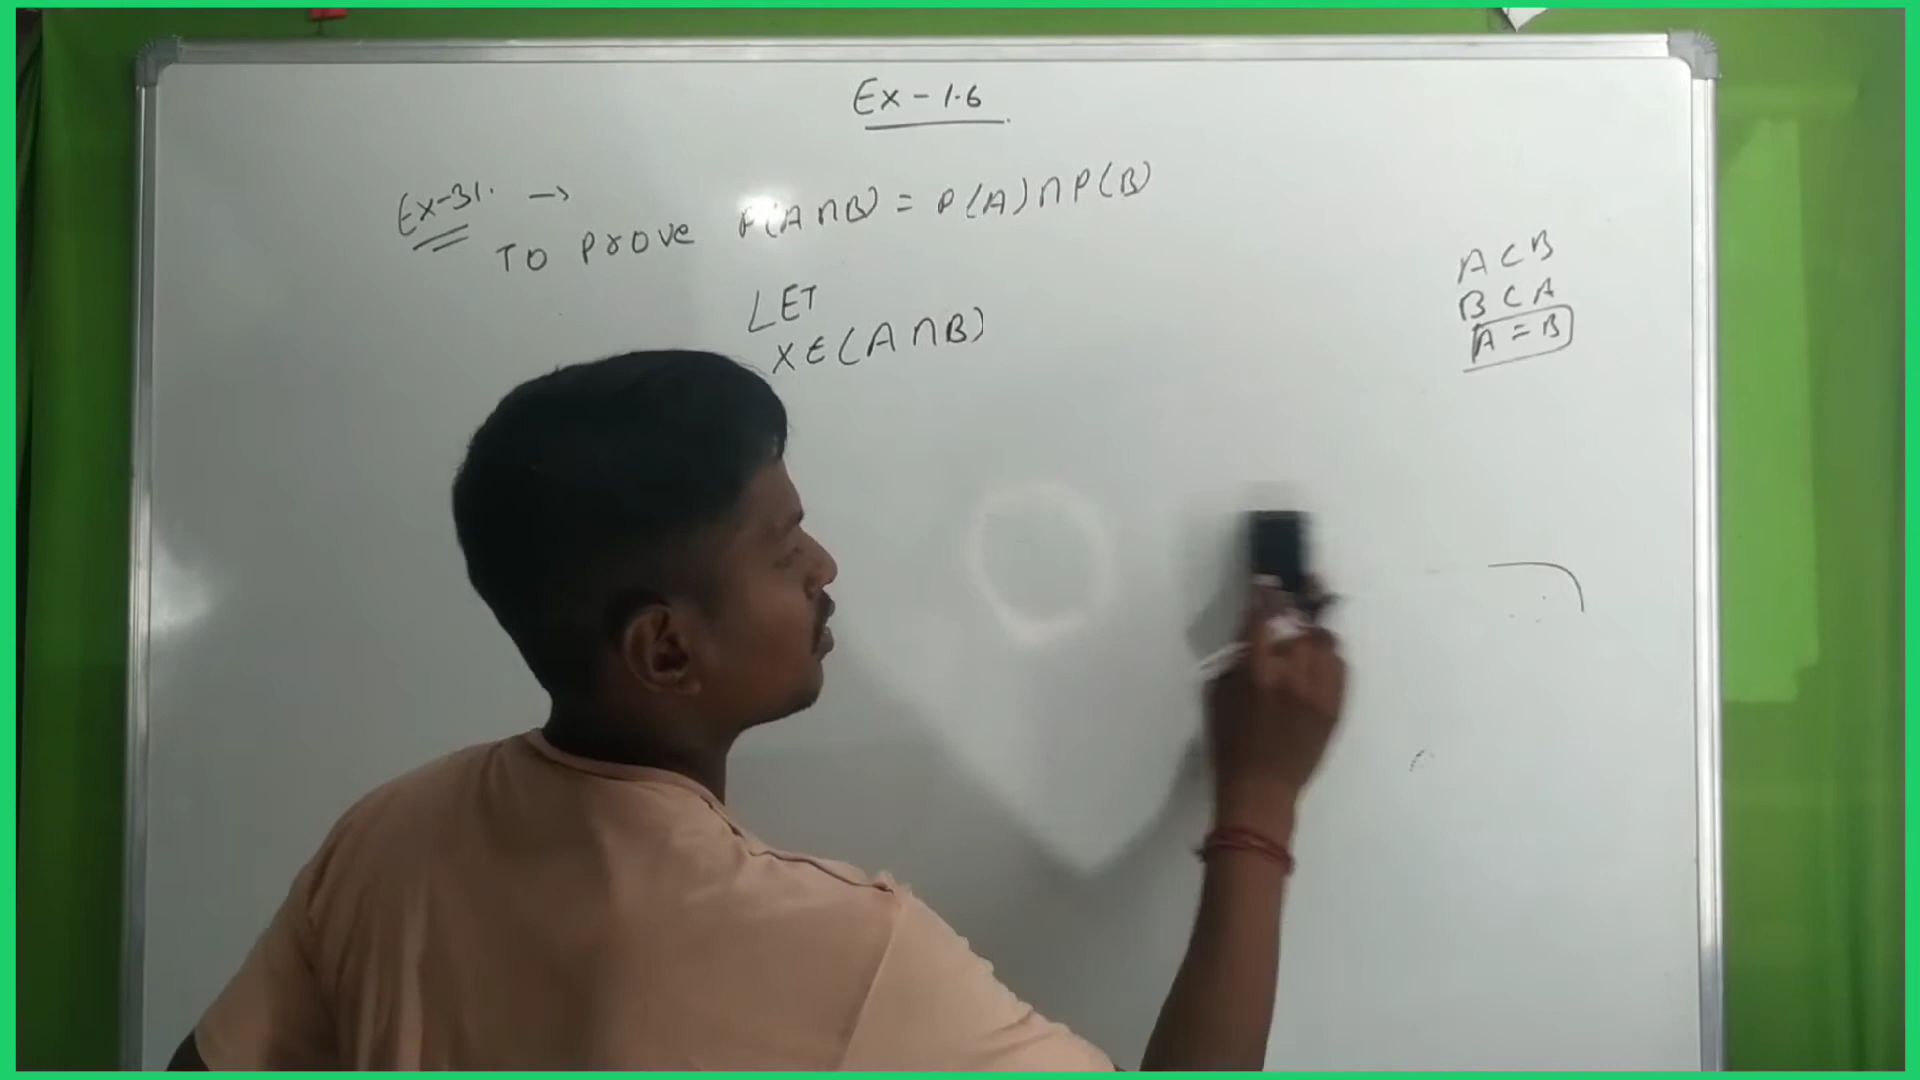 Ex - 1.6
Ex-31. →
TO PROVE P(A∩B) = P(A)∩P(B)
LET
X∈(A∩B)
A⊂B
B⊂A
A=B